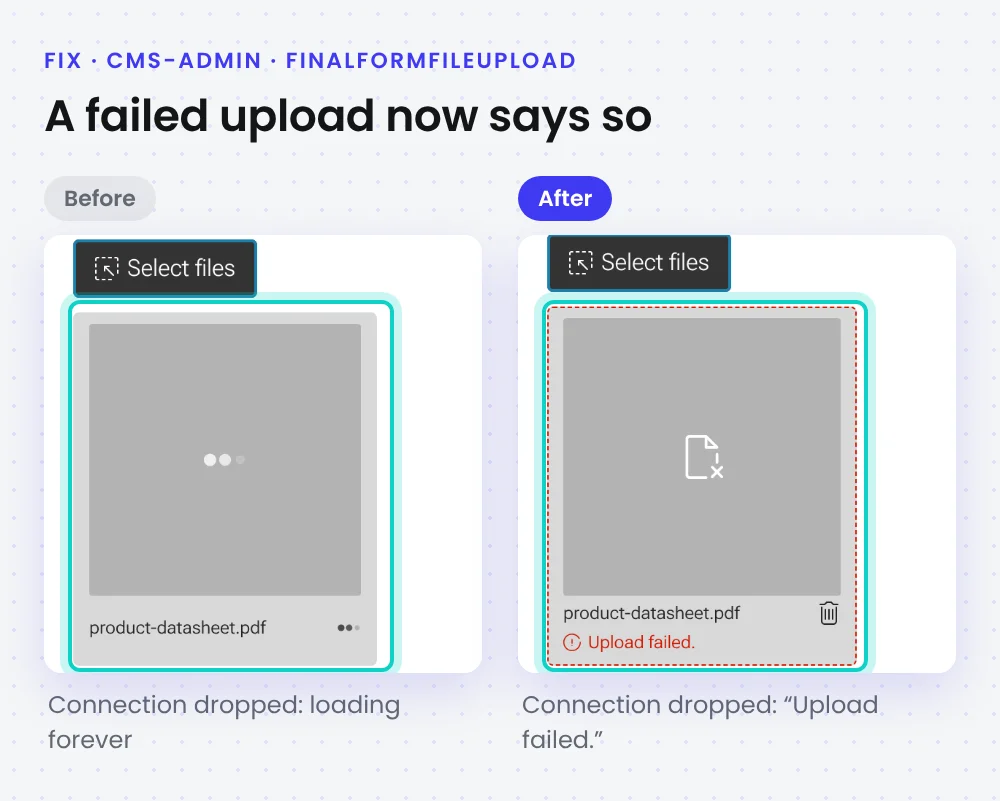 FIX · CMS-ADMIN · FINALFORMFILEUPLOAD
A failed upload now says so
Before
After
Select files
product-datasheet.pdf
Connection dropped: loading
forever
Select files
product-datasheet.pdf
Upload failed.
Connection dropped: “Upload
failed.”